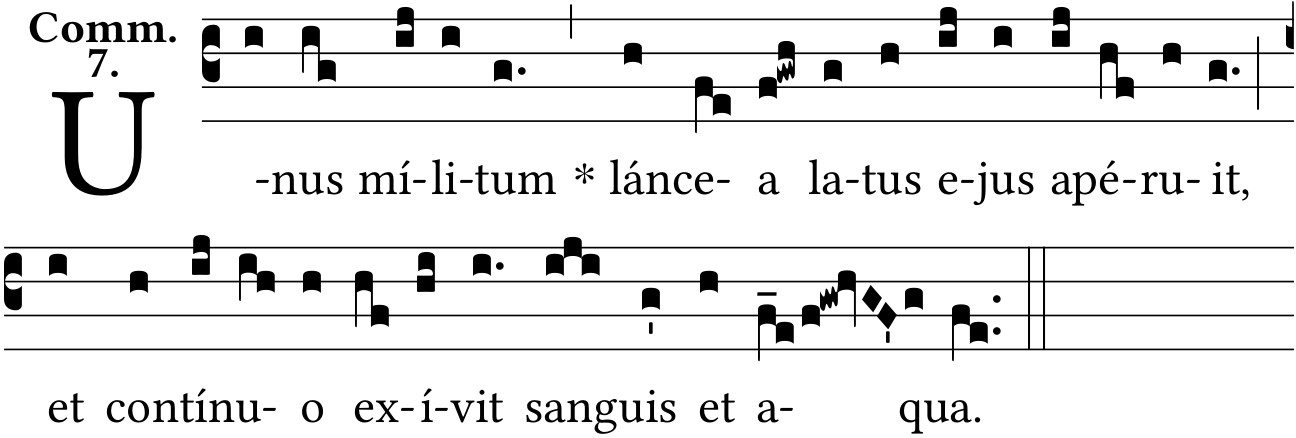 Comm.
7.
U-nus mí-li-tum * lánce- a la-tus e-jus apé-ru- it,
et contínu- o ex-í-vit sanguis et a- qua.